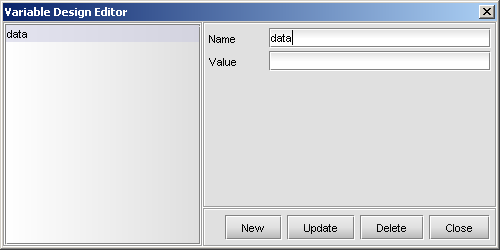 Variable Design Editor
data
Name data
Value
New Update Delete Close